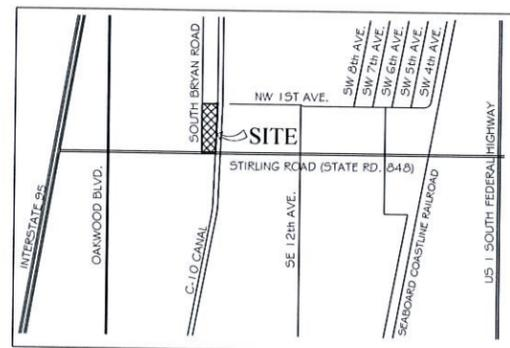 SW 8th AVE.
SW 7th AVE.
SW 6th AVE.
SW 5th AVE.
SW 4th AVE.
SOUTH BRYAN ROAD
NW 1ST AVE.
SITE
STIRLING ROAD (STATE RD. 848)
INTERSTATE 95
OAKWOOD BLVD.
C-10 CANAL
SE 12th AVE.
SEABOARD COASTLINE RAILROAD
US 1 SOUTH FEDERAL HIGHWAY